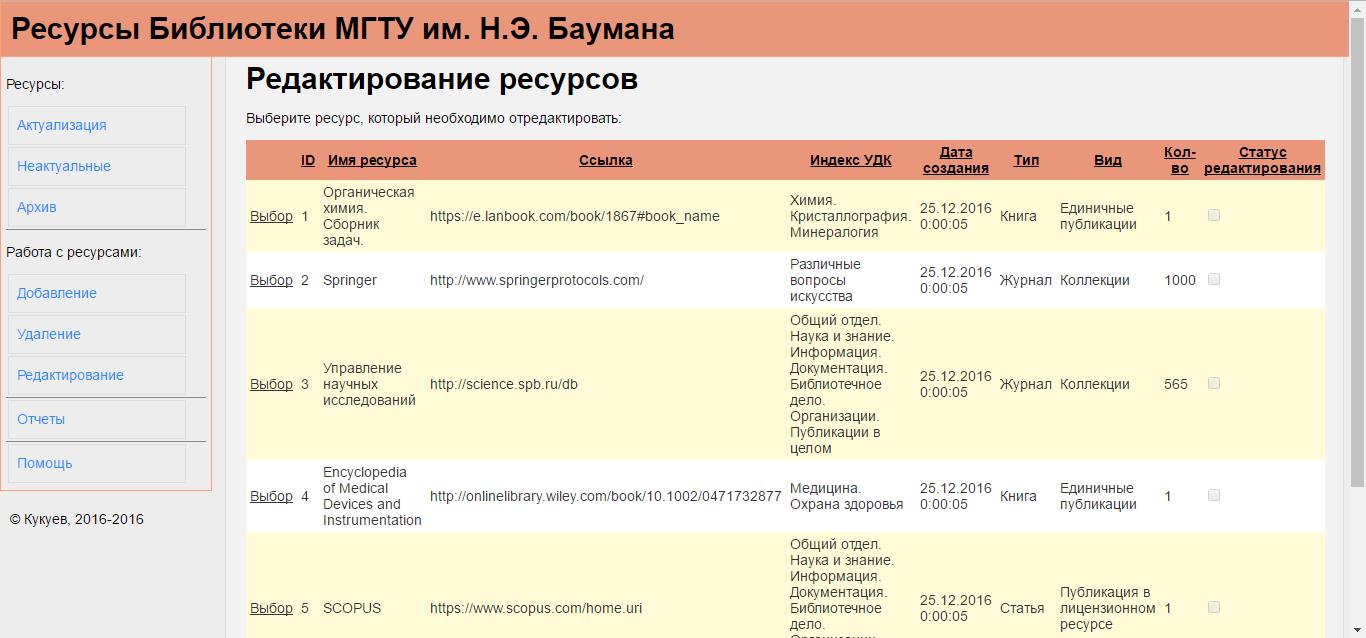 Ресурсы Библиотеки МГТУ им. Н.Э. Баумана
Ресурсы:
Актуализация
Неактуальные
Архив
Работа с ресурсами:
Добавление
Удаление
Редактирование
Отчеты
Помощь
© Кукуев, 2016-2016
Редактирование ресурсов
Выберите ресурс, который необходимо отредактировать:
ID Имя ресурса Ссылка Индекс УДК Дата создания Тип Вид Кол-во Статус редактирования
Выбор 1 Органическая химия. Сборник задач. https://e.lanbook.com/book/1867#book_name Химия. Кристаллография. Минералогия 25.12.2016 0:00:05 Книга Единичные публикации 1
Выбор 2 Springer http://www.springerprotocols.com/ Различные вопросы искусства 25.12.2016 0:00:05 Журнал Коллекции 1000
Выбор 3 Управление научных исследований http://science.spb.ru/db Общий отдел. Наука и знание. Информация. Документация. Библиотечное дело. Организации. Публикации в целом 25.12.2016 0:00:05 Журнал Коллекции 565
Выбор 4 Encyclopedia of Medical Devices and Instrumentation http://onlinelibrary.wiley.com/book/10.1002/0471732877 Медицина. Охрана здоровья 25.12.2016 0:00:05 Книга Единичные публикации 1
Выбор 5 SCOPUS https://www.scopus.com/home.uri Общий отдел. Наука и знание. Информация. Документация. Библиотечное дело. 25.12.2016 0:00:05 Статья Публикация в лицензионном ресурсе 1